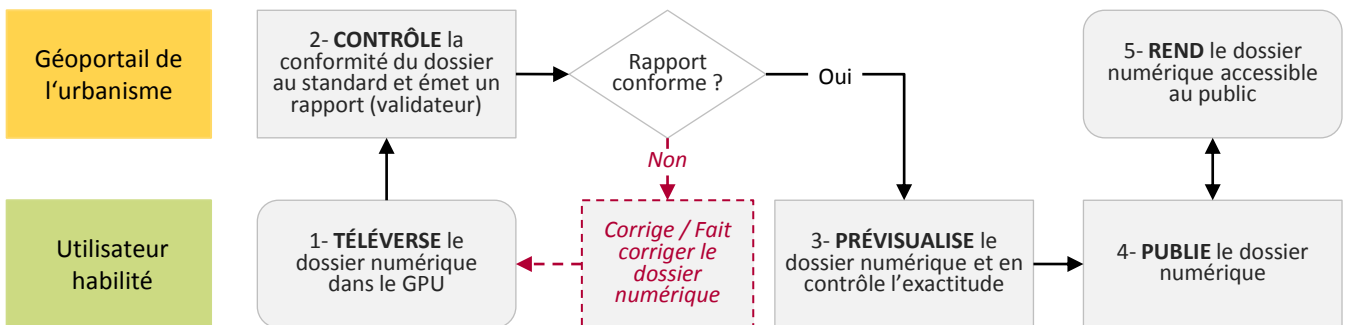 Géoportail de
l‘urbanisme
2- CONTRÔLE la
conformité du dossier
au standard et émet un
rapport (validateur)
Rapport
conforme ?
Oui
5- REND le dossier
numérique accessible
au public
Non
Utilisateur
habilité
1- TÉLÉVERSE le
dossier numérique
dans le GPU
Corrige / Fait
corriger le
dossier
numérique
3- PRÉVISUALISE le
dossier numérique et en
contrôle l’exactitude
4- PUBLIE le dossier
numérique